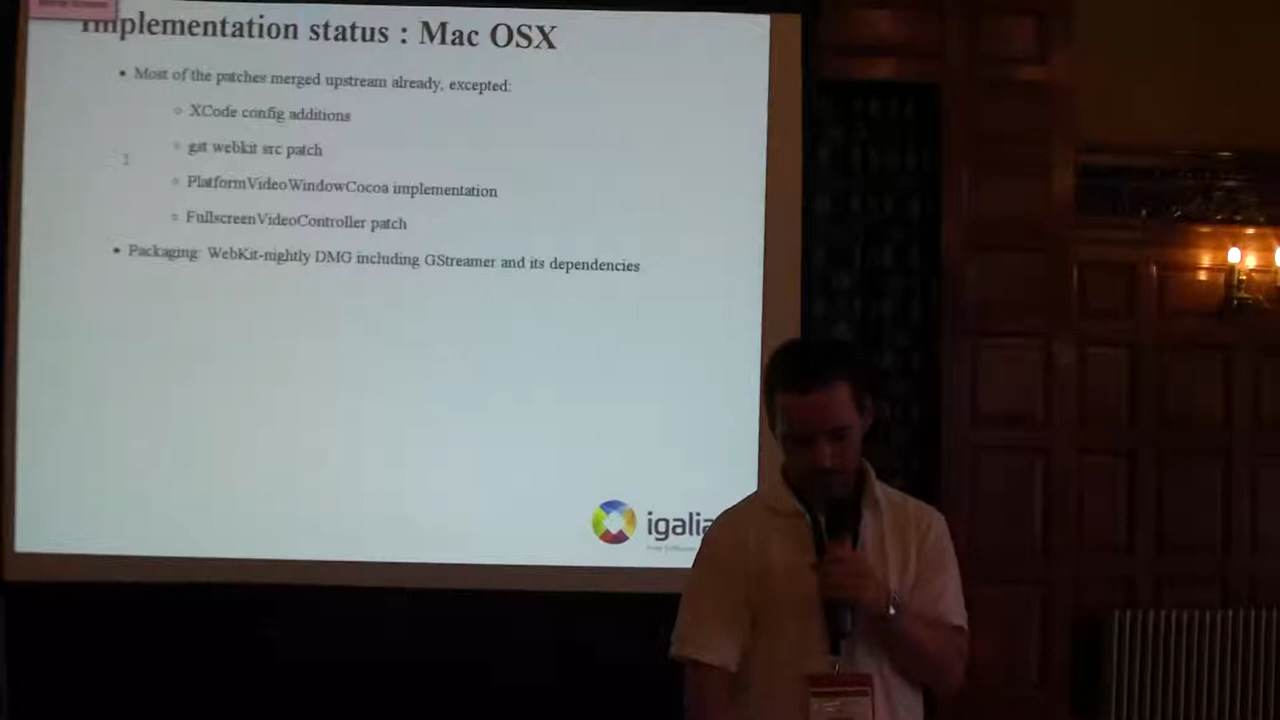 Implementation status : Mac OSX
Most of the patches merged upstream already, excepted:
XCode config additions
gst webkit src patch
PlatformVideoWindowCocoa implementation
FullscreenVideoController patch
Packaging: WebKit-nightly DMG including GStreamer and its dependencies
igalia